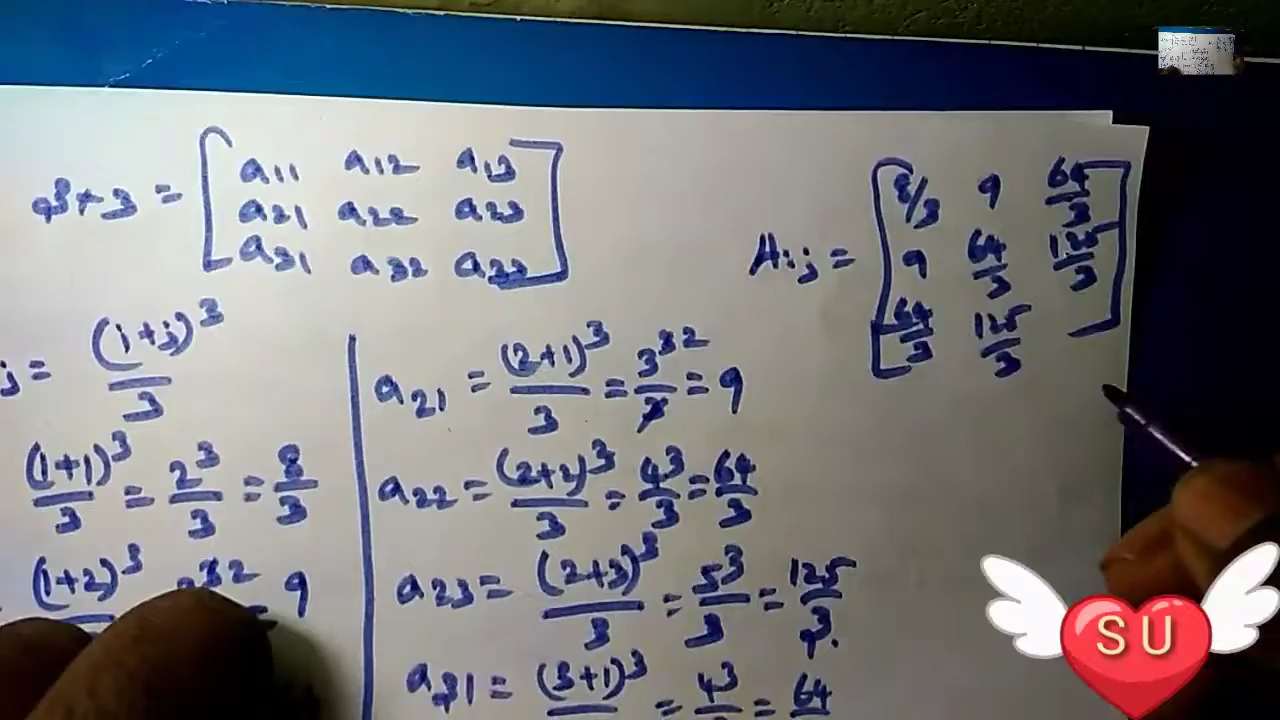 3+3 = [ a11 a12 a13
a21 a22 a23
a31 a32 a33 ]
Aij = [ 8/3 9 64/3
9 64/3 125/3
64/3 125/3 ]
j = (i+j)^3/3
(1+1)^3/3 = 2^3/3 = 8/3
(1+2)^3 = 9
a21 = (2+1)^3/3 = 3^3 2/3 = 9
a22 = (2+2)^3/3 = 4^3/3 = 64/3
a23 = (2+3)^3/3 = 5^3/3 = 125/3.
a31 = (3+1)^3 = 4^3 = 64
SU